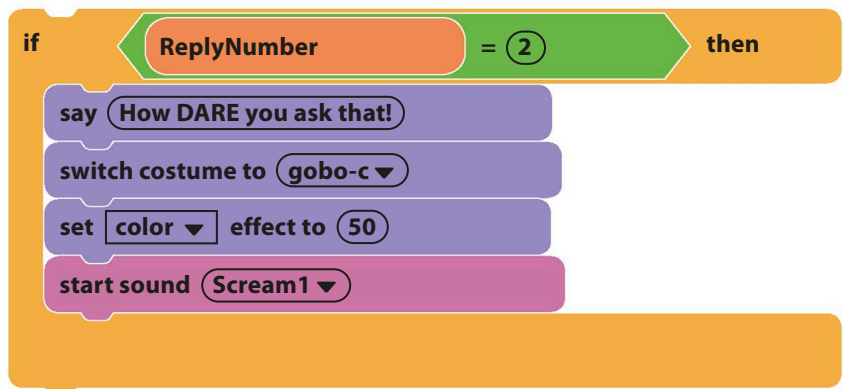 if ReplyNumber = 2 then
say How DARE you ask that!
switch costume to gobo-c
set color effect to 50
start sound Scream1